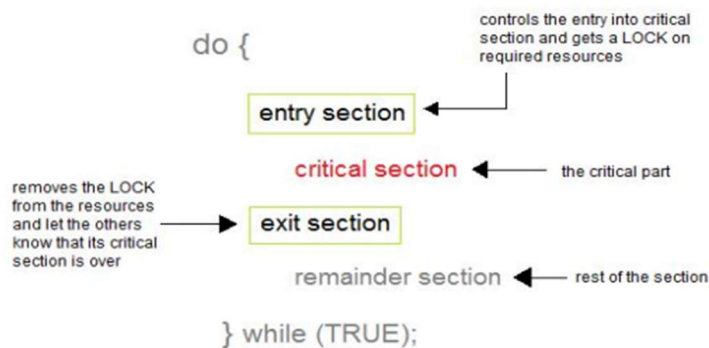 controls the entry into critical
section and gets a LOCK on
required resources
do {
entry section
critical section
the critical part
removes the LOCK
from the resources
and let the others
know that its critical
section is over
exit section
remainder section
rest of the section
} while (TRUE);